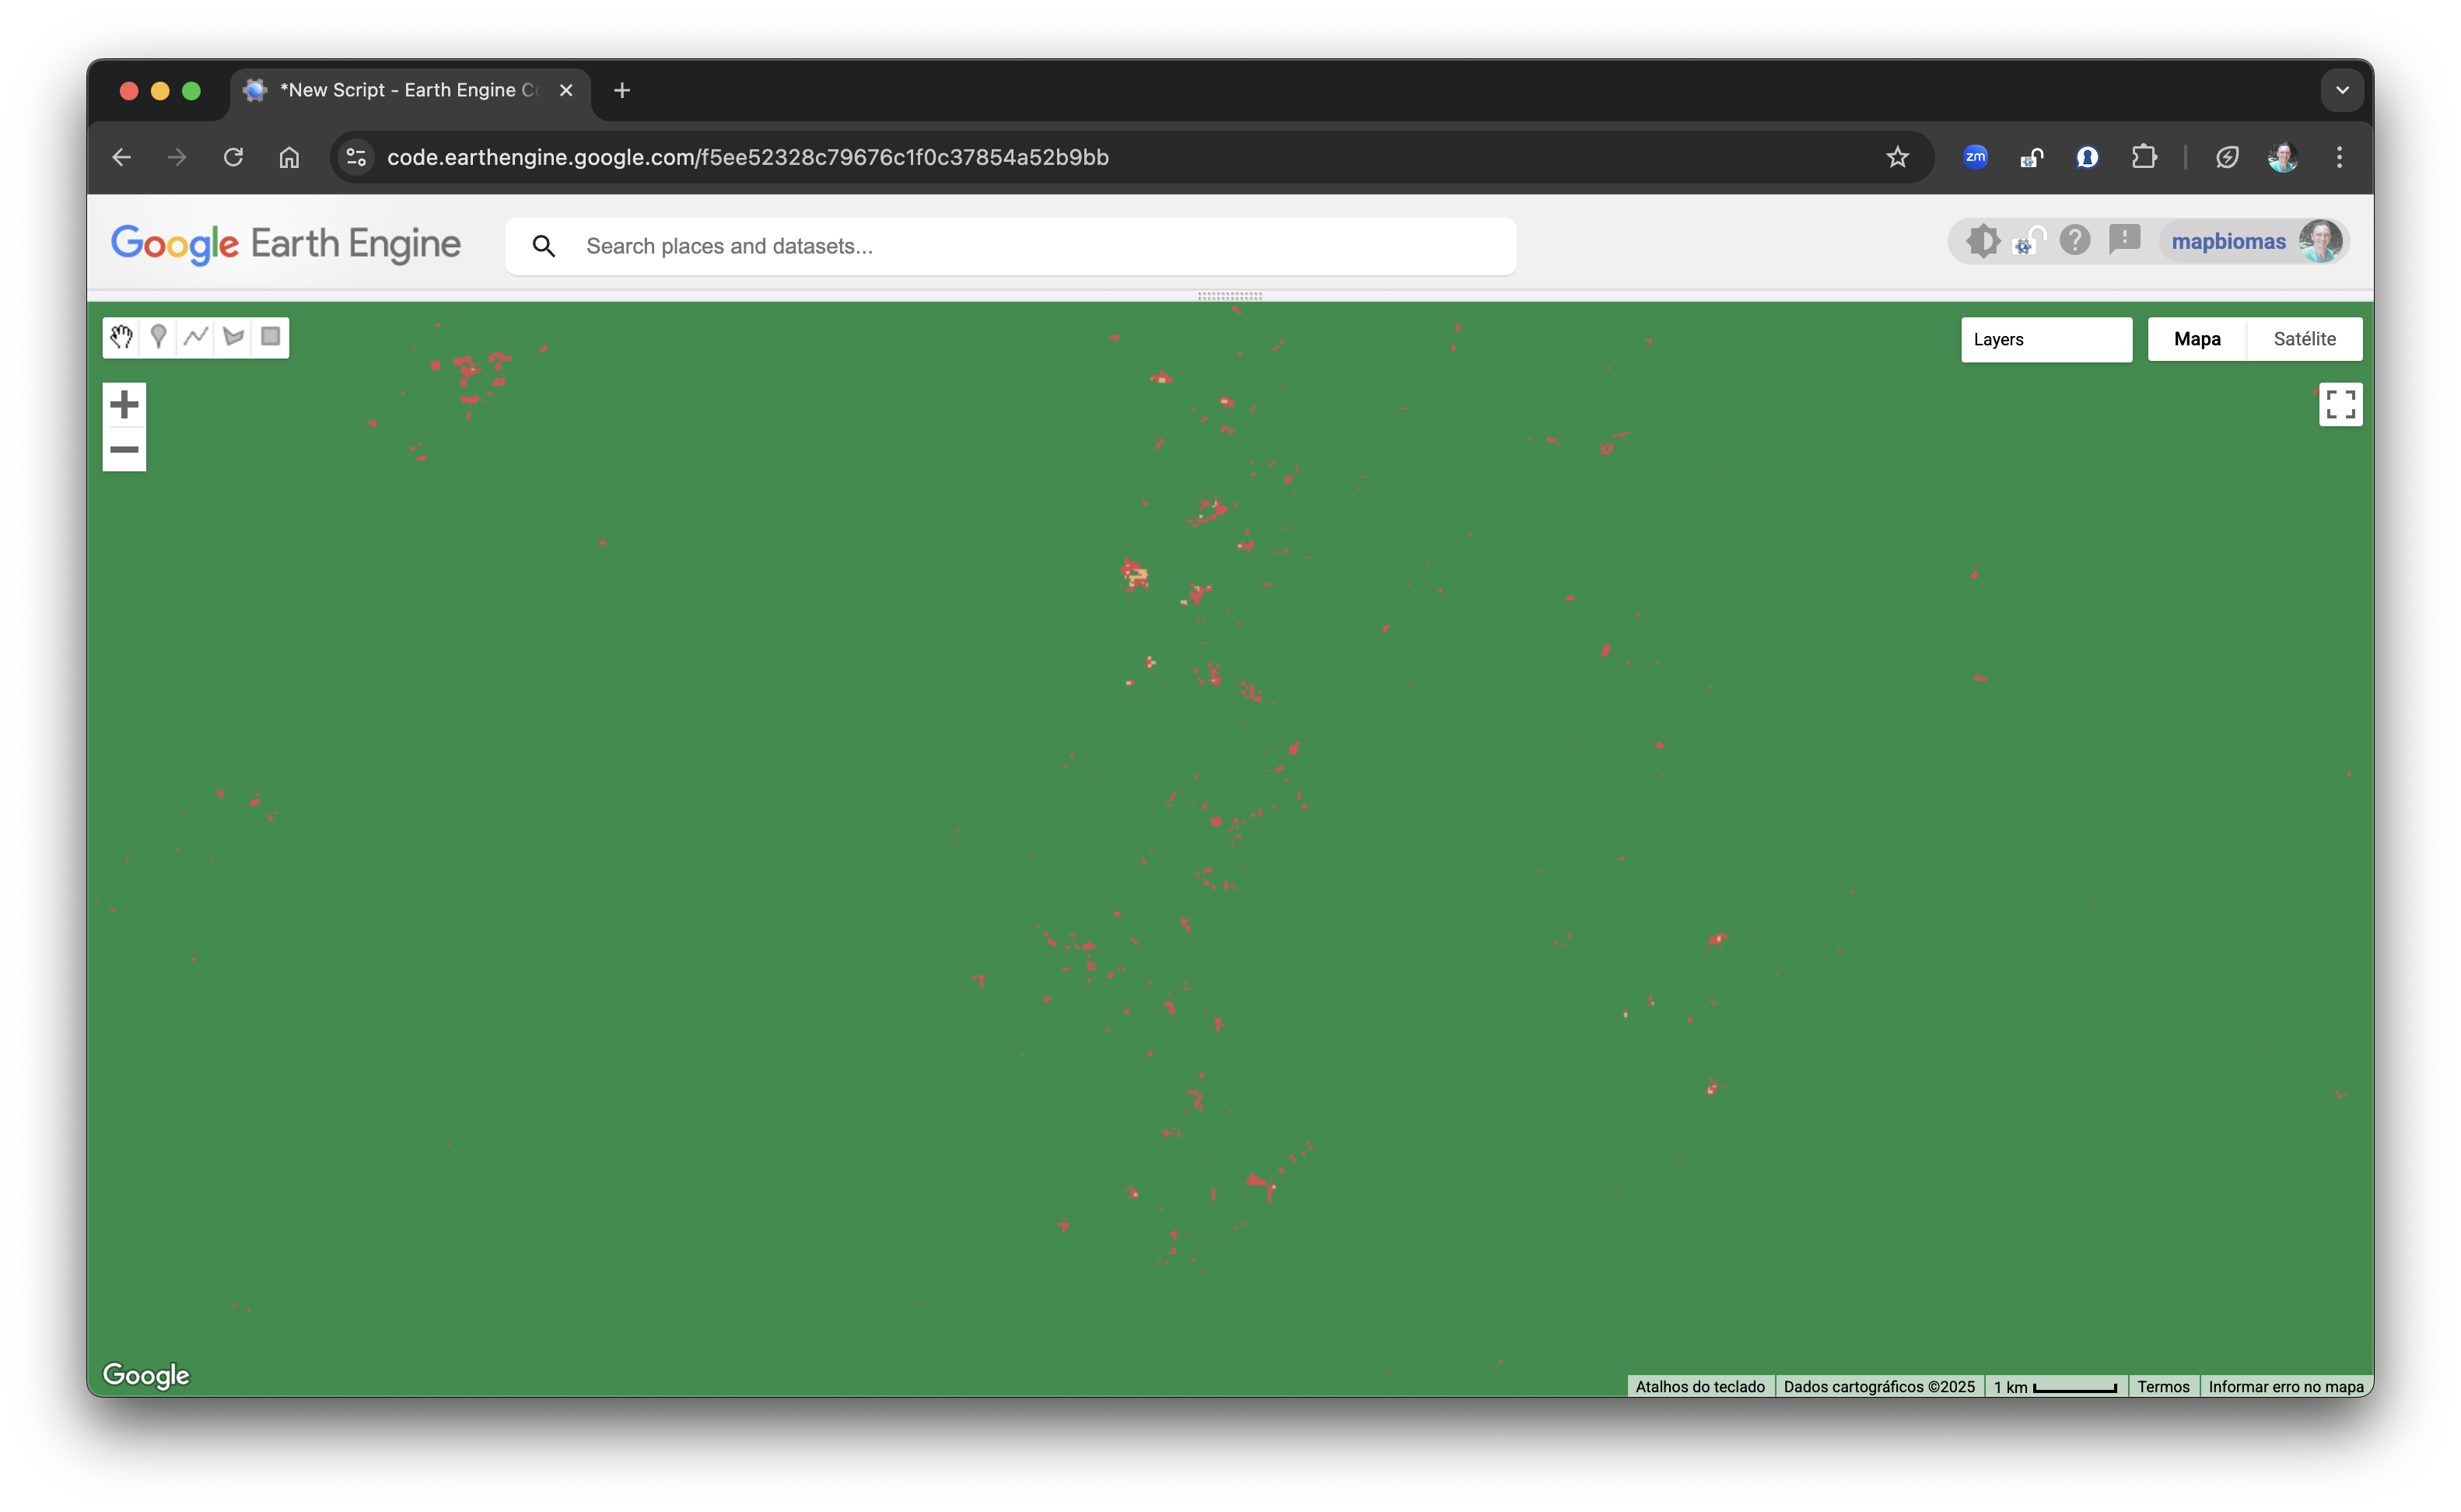 *New Script - Earth Engine C
code.earthengine.google.com/f5ee52328c79676c1f0c37854a52b9bb
zm
Google Earth Engine
Search places and datasets...
mapbiomas
Layers
Mapa
Satélite
Google
Atalhos do teclado
Dados cartográficos ©2025
1 km
Termos
Informar erro no mapa